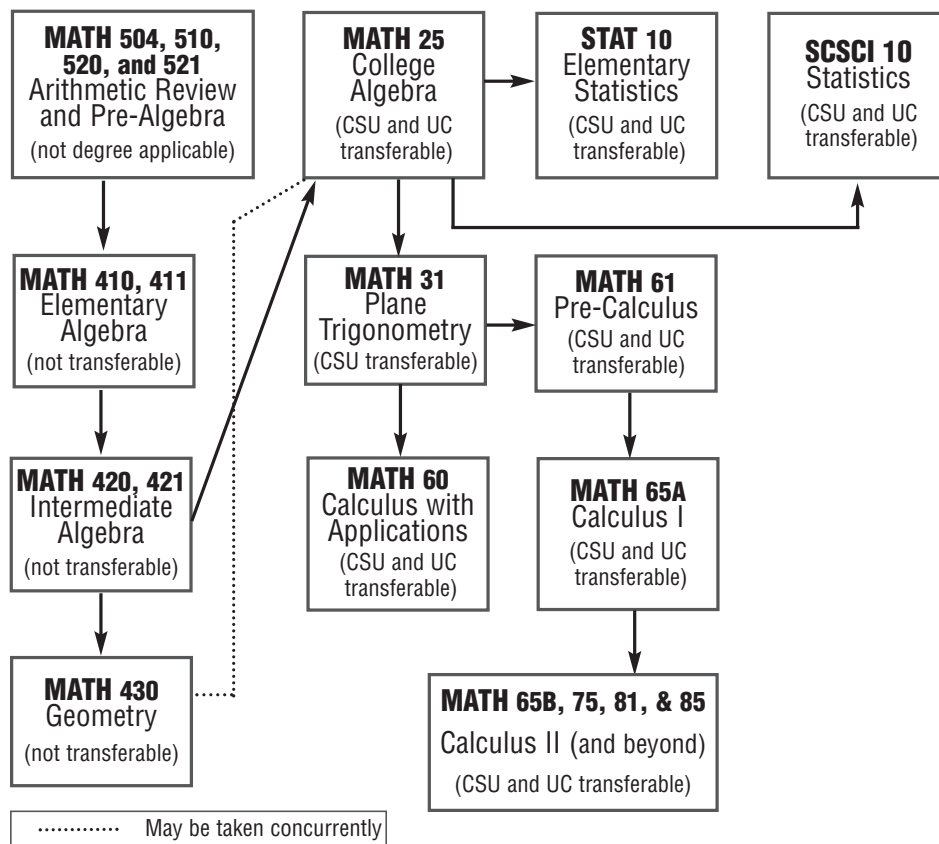 MATH 504, 510,
520, and 521
Arithmetic Review
and Pre-Algebra
(not degree applicable)
MATH 25
College
Algebra
(CSU and UC
transferable)
STAT 10
Elementary
Statistics
(CSU and UC
transferable)
SCSCI 10
Statistics
(CSU and UC
transferable)
MATH 410, 411
Elementary
Algebra
(not transferable)
MATH 31
Plane
Trigonometry
(CSU transferable)
MATH 61
Pre-Calculus
(CSU and UC
transferable)
MATH 420, 421
Intermediate
Algebra
(not transferable)
MATH 60
Calculus with
Applications
(CSU and UC
transferable)
MATH 65A
Calculus I
(CSU and UC
transferable)
MATH 430
Geometry
(not transferable)
MATH 65B, 75, 81, & 85
Calculus II (and beyond)
(CSU and UC transferable)
May be taken concurrently